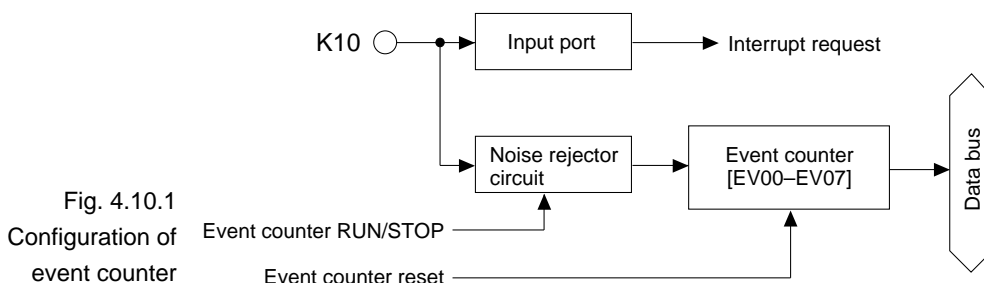 K10
Input port
Interrupt request
Noise rejector
circuit
Event counter
[EV00–EV07]
Data bus
Event counter RUN/STOP
Event counter reset
Fig. 4.10.1
Configuration of
event counter